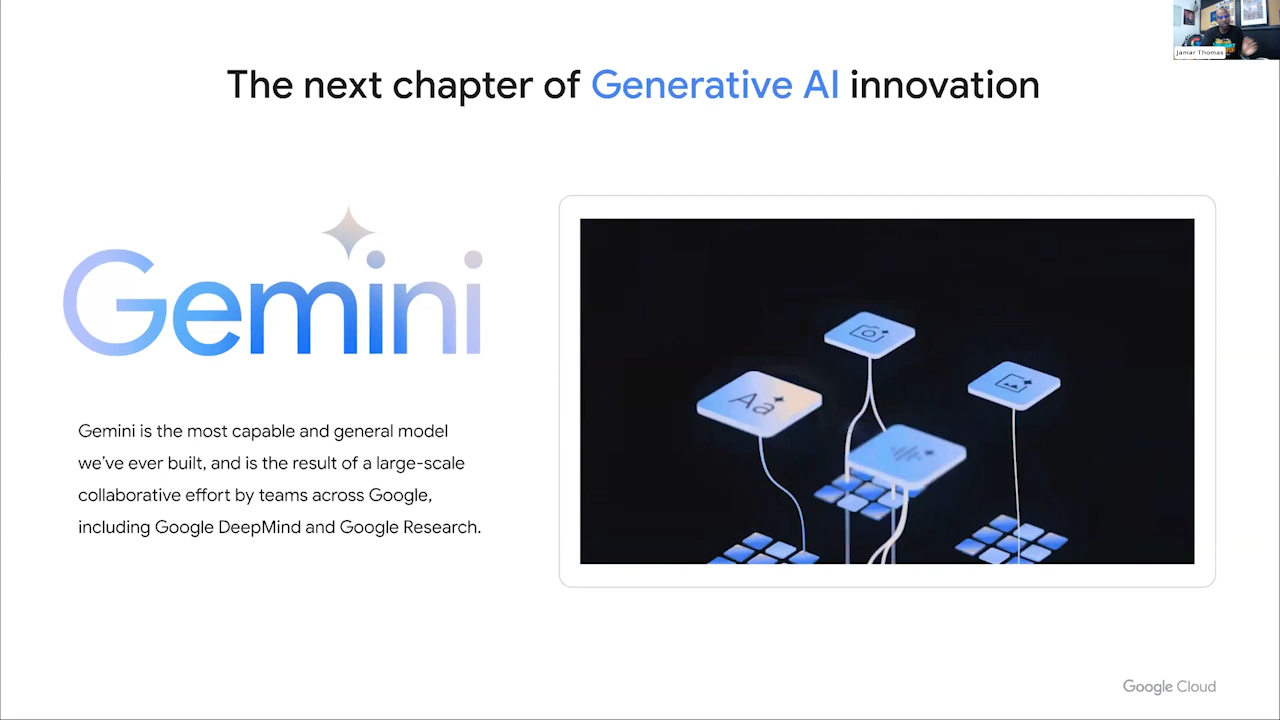 Jamar Thomas
The next chapter of Generative AI innovation
Gemini
Gemini is the most capable and general model
we've ever built, and is the result of a large-scale
collaborative effort by teams across Google,
including Google DeepMind and Google Research.
Aa
Google Cloud